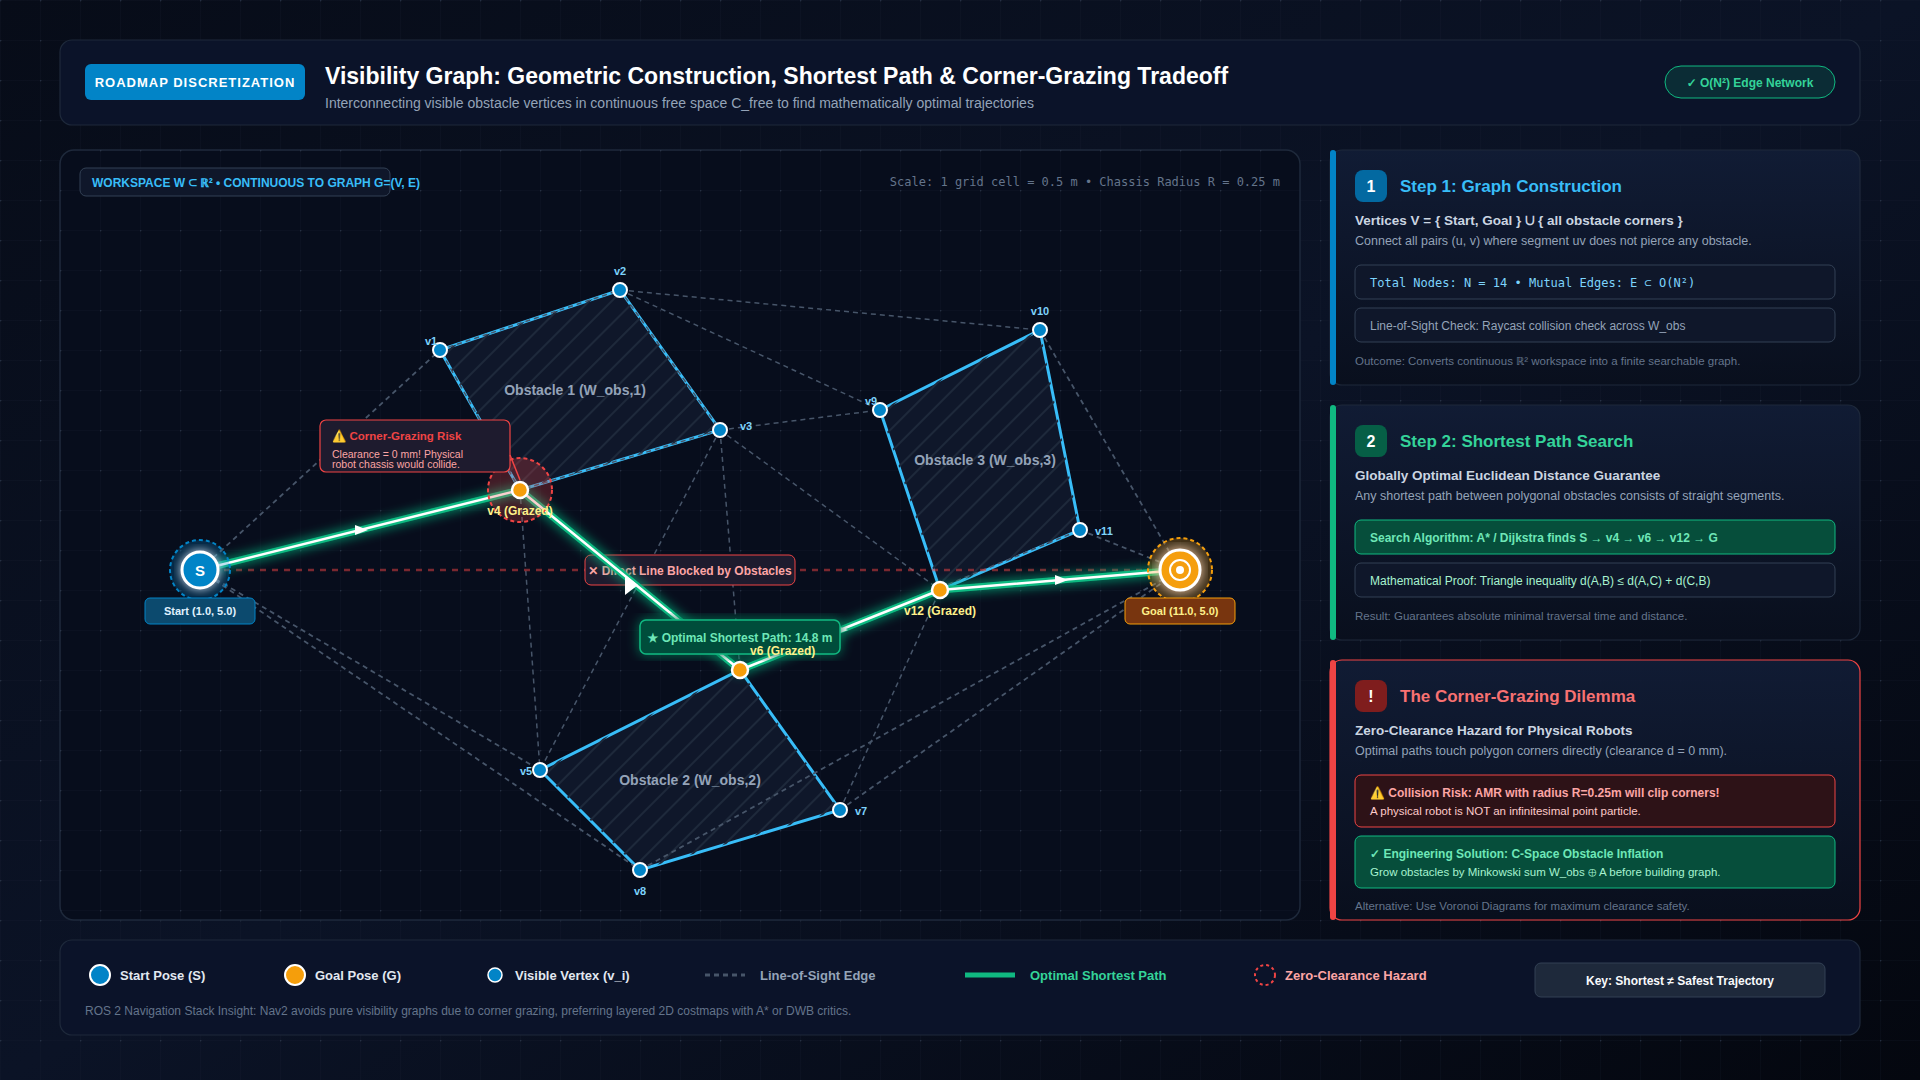 ROADMAP DISCRETIZATION
Visibility Graph: Geometric Construction, Shortest Path & Corner-Grazing Tradeoff
Interconnecting visible obstacle vertices in continuous free space C_free to find mathematically optimal trajectories
✓ O(N²) Edge Network
WORKSPACE W ⊂ ℝ² • CONTINUOUS TO GRAPH G=(V, E)
Scale: 1 grid cell = 0.5 m • Chassis Radius R = 0.25 m
v2
v10
v1
Obstacle 1 (W_obs,1)
v9
v3
⚠️ Corner-Grazing Risk
Clearance = 0 mm! Physical
robot chassis would collide.
Obstacle 3 (W_obs,3)
v4 (Grazed)
v11
S
✕ Direct Line Blocked by Obstacles
Start (1.0, 5.0)
v12 (Grazed)
Goal (11.0, 5.0)
★ Optimal Shortest Path: 14.8 m
v6 (Grazed)
v5
Obstacle 2 (W_obs,2)
v7
v8
1
Step 1: Graph Construction
Vertices V = { Start, Goal } ∪ { all obstacle corners }
Connect all pairs (u, v) where segment uv does not pierce any obstacle.
Total Nodes: N = 14 • Mutual Edges: E ⊂ O(N²)
Line-of-Sight Check: Raycast collision check across W_obs
Outcome: Converts continuous ℝ² workspace into a finite searchable graph.
2
Step 2: Shortest Path Search
Globally Optimal Euclidean Distance Guarantee
Any shortest path between polygonal obstacles consists of straight segments.
Search Algorithm: A* / Dijkstra finds S → v4 → v6 → v12 → G
Mathematical Proof: Triangle inequality d(A,B) ≤ d(A,C) + d(C,B)
Result: Guarantees absolute minimal traversal time and distance.
!
The Corner-Grazing Dilemma
Zero-Clearance Hazard for Physical Robots
Optimal paths touch polygon corners directly (clearance d = 0 mm).
⚠️ Collision Risk: AMR with radius R=0.25m will clip corners!
A physical robot is NOT an infinitesimal point particle.
✓ Engineering Solution: C-Space Obstacle Inflation
Grow obstacles by Minkowski sum W_obs ⊕ A before building graph.
Alternative: Use Voronoi Diagrams for maximum clearance safety.
Start Pose (S)
Goal Pose (G)
Visible Vertex (v_i)
Line-of-Sight Edge
Optimal Shortest Path
Zero-Clearance Hazard
Key: Shortest ≠ Safest Trajectory
ROS 2 Navigation Stack Insight: Nav2 avoids pure visibility graphs due to corner grazing, preferring layered 2D costmaps with A* or DWB critics.